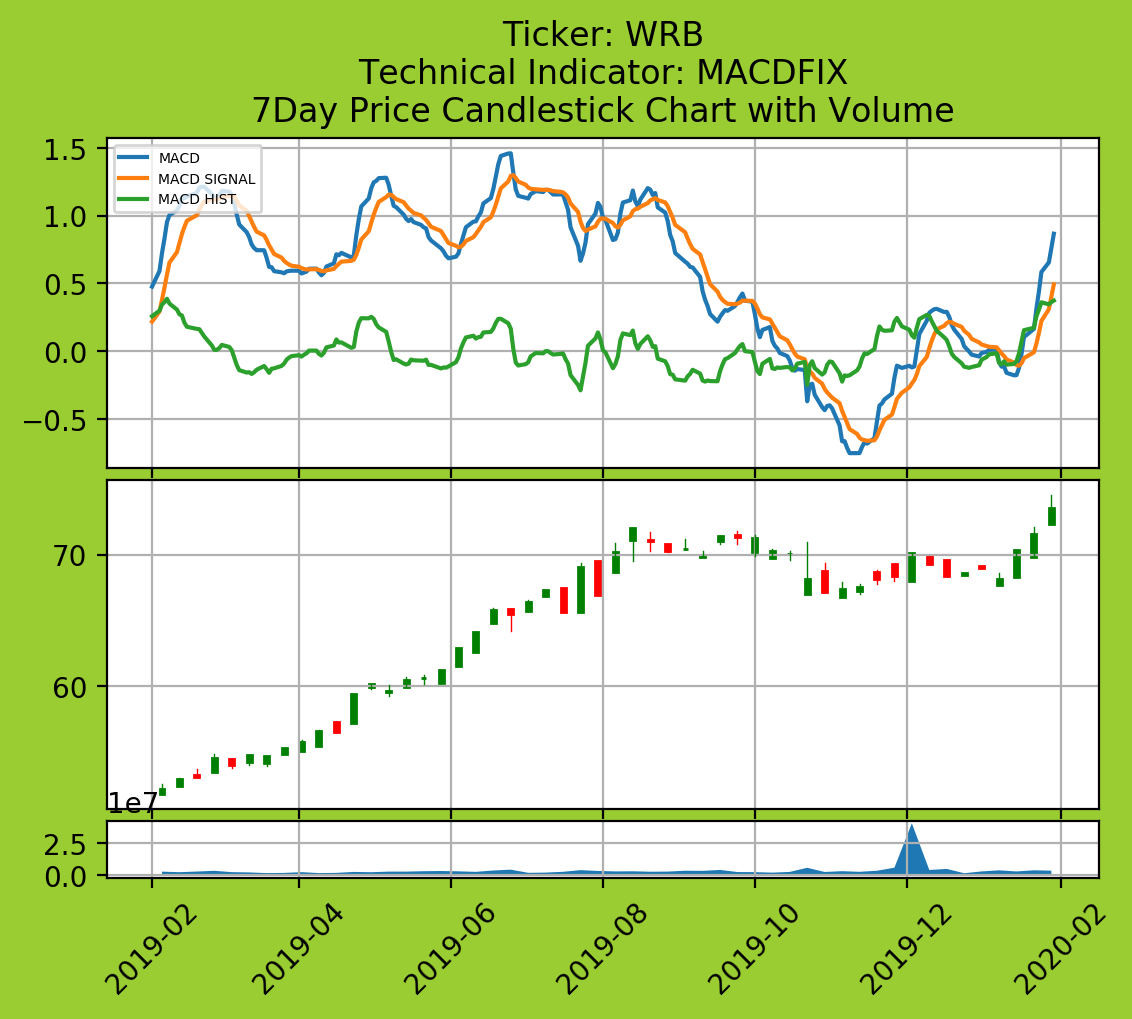 Ticker: WRB
Technical Indicator: MACDFIX
7Day Price Candlestick Chart with Volume
1.5
1.0
0.5
0.0
−0.5
MACD
MACD SIGNAL
MACD HIST
70
60
1e7
2.5
0.0
2019-02
2019-04
2019-06
2019-08
2019-10
2019-12
2020-02